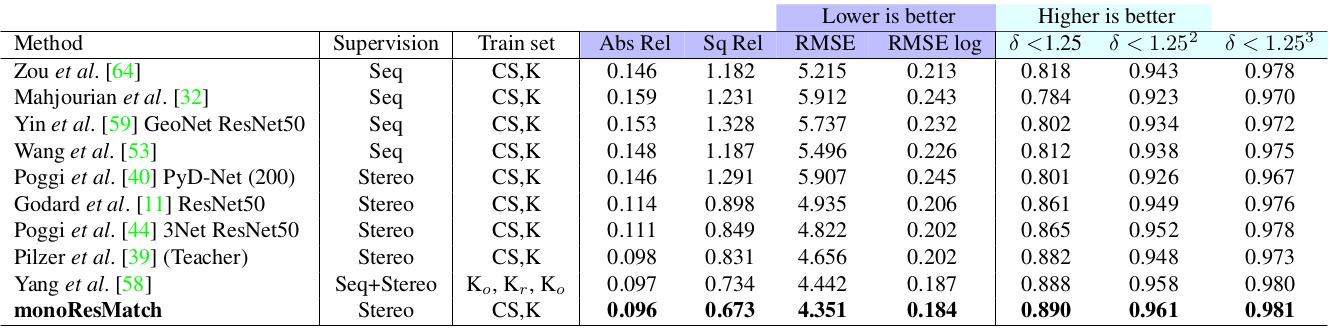 Lower is better Higher is better
Method Supervision Train set Abs Rel Sq Rel RMSE RMSE log δ <1.25 δ < 1.25² δ < 1.25³
Zou et al. [64] Seq CS,K 0.146 1.182 5.215 0.213 0.818 0.943 0.978
Mahjourian et al. [32] Seq CS,K 0.159 1.231 5.912 0.243 0.784 0.923 0.970
Yin et al. [59] GeoNet ResNet50 Seq CS,K 0.153 1.328 5.737 0.232 0.802 0.934 0.972
Wang et al. [53] Seq CS,K 0.148 1.187 5.496 0.226 0.812 0.938 0.975
Poggi et al. [40] PyD-Net (200) Stereo CS,K 0.146 1.291 5.907 0.245 0.801 0.926 0.967
Godard et al. [11] ResNet50 Stereo CS,K 0.114 0.898 4.935 0.206 0.861 0.949 0.976
Poggi et al. [44] 3Net ResNet50 Stereo CS,K 0.111 0.849 4.822 0.202 0.865 0.952 0.978
Pilzer et al. [39] (Teacher) Stereo CS,K 0.098 0.831 4.656 0.202 0.882 0.948 0.973
Yang et al. [58] Seq+Stereo Kₒ, Kᵣ, Kₒ 0.097 0.734 4.442 0.187 0.888 0.958 0.980
monoResMatch Stereo CS,K 0.096 0.673 4.351 0.184 0.890 0.961 0.981